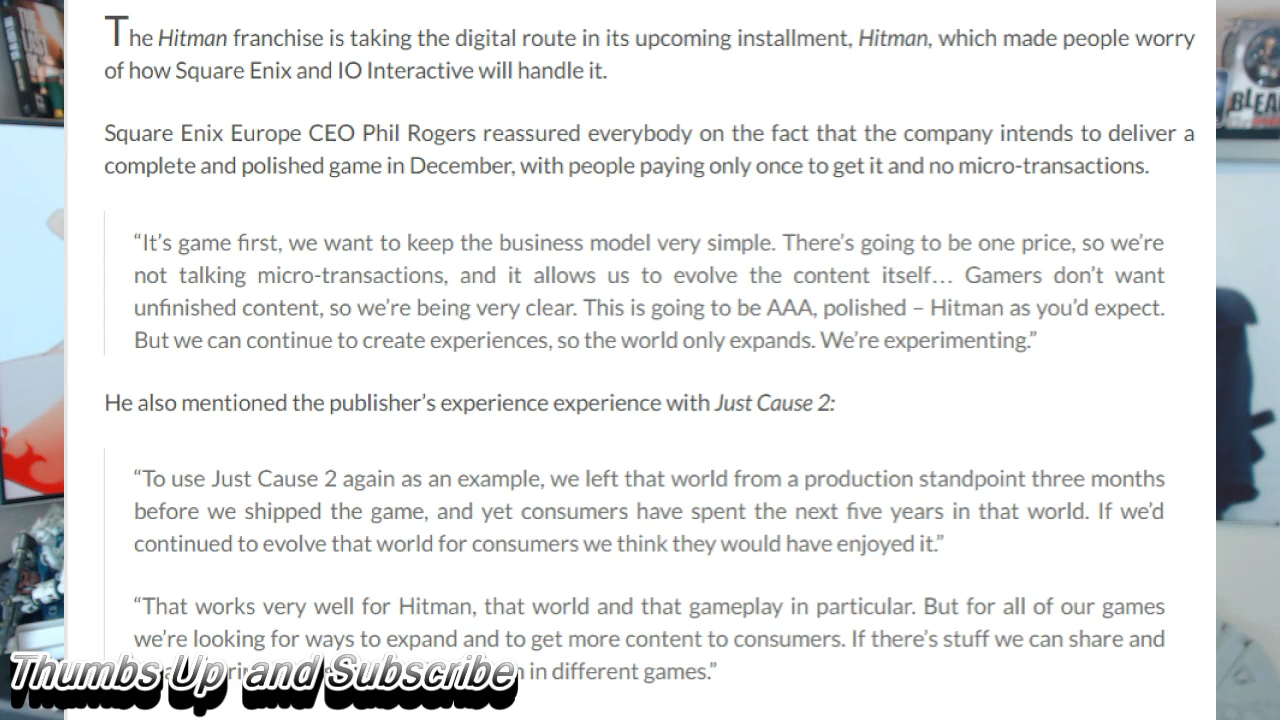 The Hitman franchise is taking the digital route in its upcoming installment, Hitman, which made people worry
of how Square Enix and IO Interactive will handle it.
Square Enix Europe CEO Phil Rogers reassured everybody on the fact that the company intends to deliver a
complete and polished game in December, with people paying only once to get it and no micro-transactions.
“It’s game first, we want to keep the business model very simple. There’s going to be one price, so we’re
not talking micro-transactions, and it allows us to evolve the content itself… Gamers don’t want
unfinished content, so we’re being very clear. This is going to be AAA, polished – Hitman as you’d expect.
But we can continue to create experiences, so the world only expands. We’re experimenting.”
He also mentioned the publisher’s experience experience with Just Cause 2:
“To use Just Cause 2 again as an example, we left that world from a production standpoint three months
before we shipped the game, and yet consumers have spent the next five years in that world. If we’d
continued to evolve that world for consumers we think they would have enjoyed it.”
“That works very well for Hitman, that world and that gameplay in particular. But for all of our games
we’re looking for ways to expand and to get more content to consumers. If there’s stuff we can share and
in different games.”
Thumbs Up and Subscribe